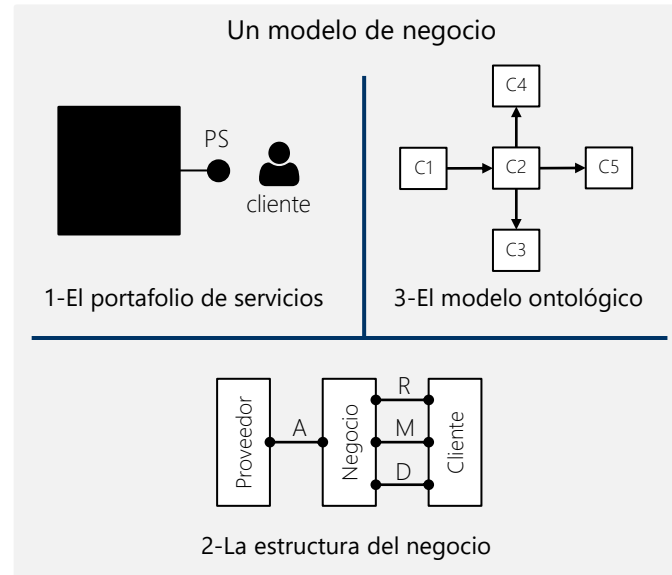 Un modelo de negocio
PS
cliente
1-El portafolio de servicios
C4
C1
C2
C5
C3
3-El modelo ontológico
Proveedor
A
Negocio
R
M
D
Cliente
2-La estructura del negocio